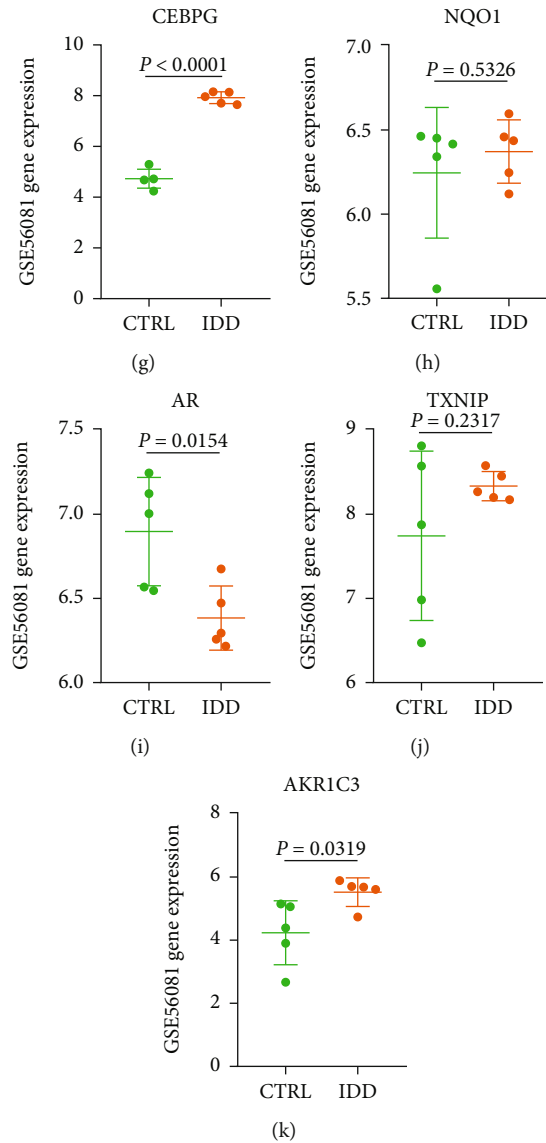 CEBPG
GSE56081 gene expression
10
8
6
4
2
0
P < 0.0001
CTRL
IDD
(g)
NQO1
GSE56081 gene expression
7.0
6.5
6.0
5.5
P = 0.5326
CTRL
IDD
(h)
AR
GSE56081 gene expression
7.5
7.0
6.5
6.0
P = 0.0154
CTRL
IDD
(i)
TXNIP
GSE56081 gene expression
9
8
7
6
P = 0.2317
CTRL
IDD
(j)
AKR1C3
GSE56081 gene expression
8
6
4
2
0
P = 0.0319
CTRL
IDD
(k)